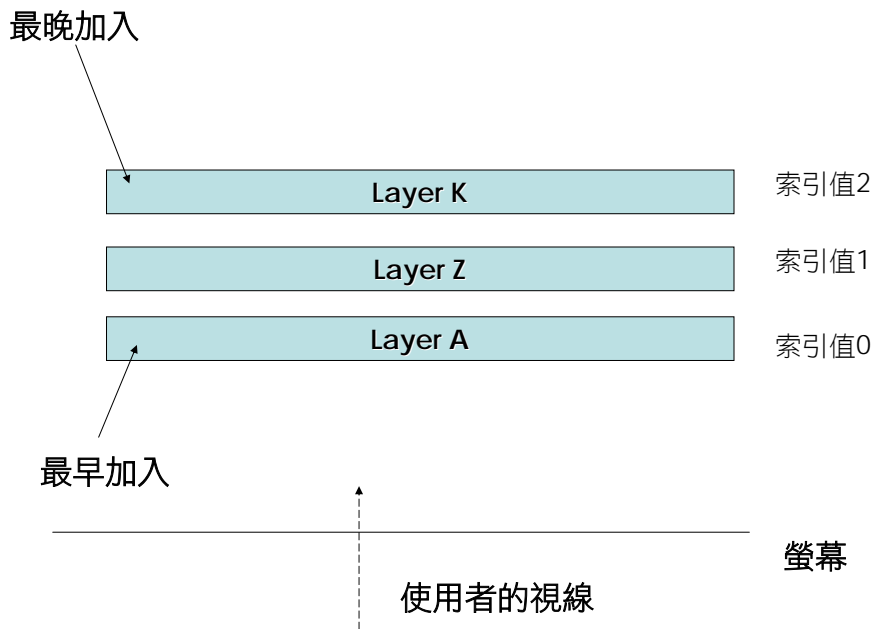 最晚加入
Layer K
索引值2
Layer Z
索引值1
Layer A
索引值0
最早加入
螢幕
使用者的視線